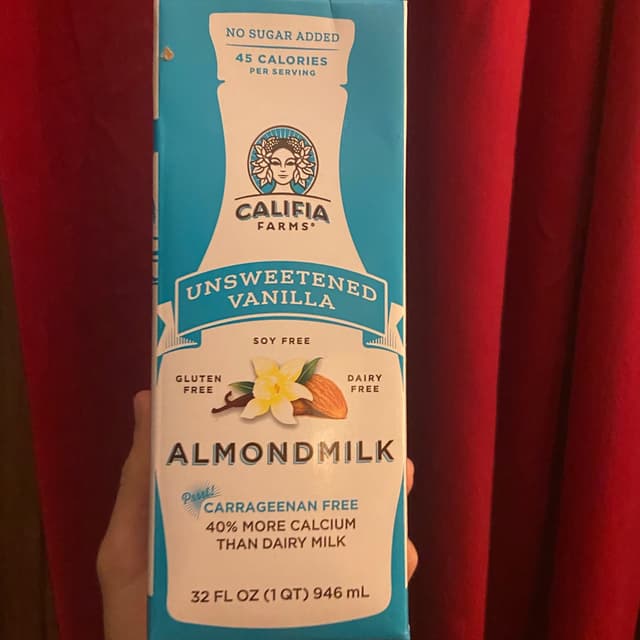 NO SUGAR ADDED
45 CALORIES
PER SERVING
CALIFIA
FARMS®
UNSWEETENED
VANILLA
SOY FREE
GLUTEN
FREE
DAIRY
FREE
ALMONDMILK
Pssst!
CARRAGEENAN FREE
40% MORE CALCIUM
THAN DAIRY MILK
32 FL OZ (1 QT) 946 mL